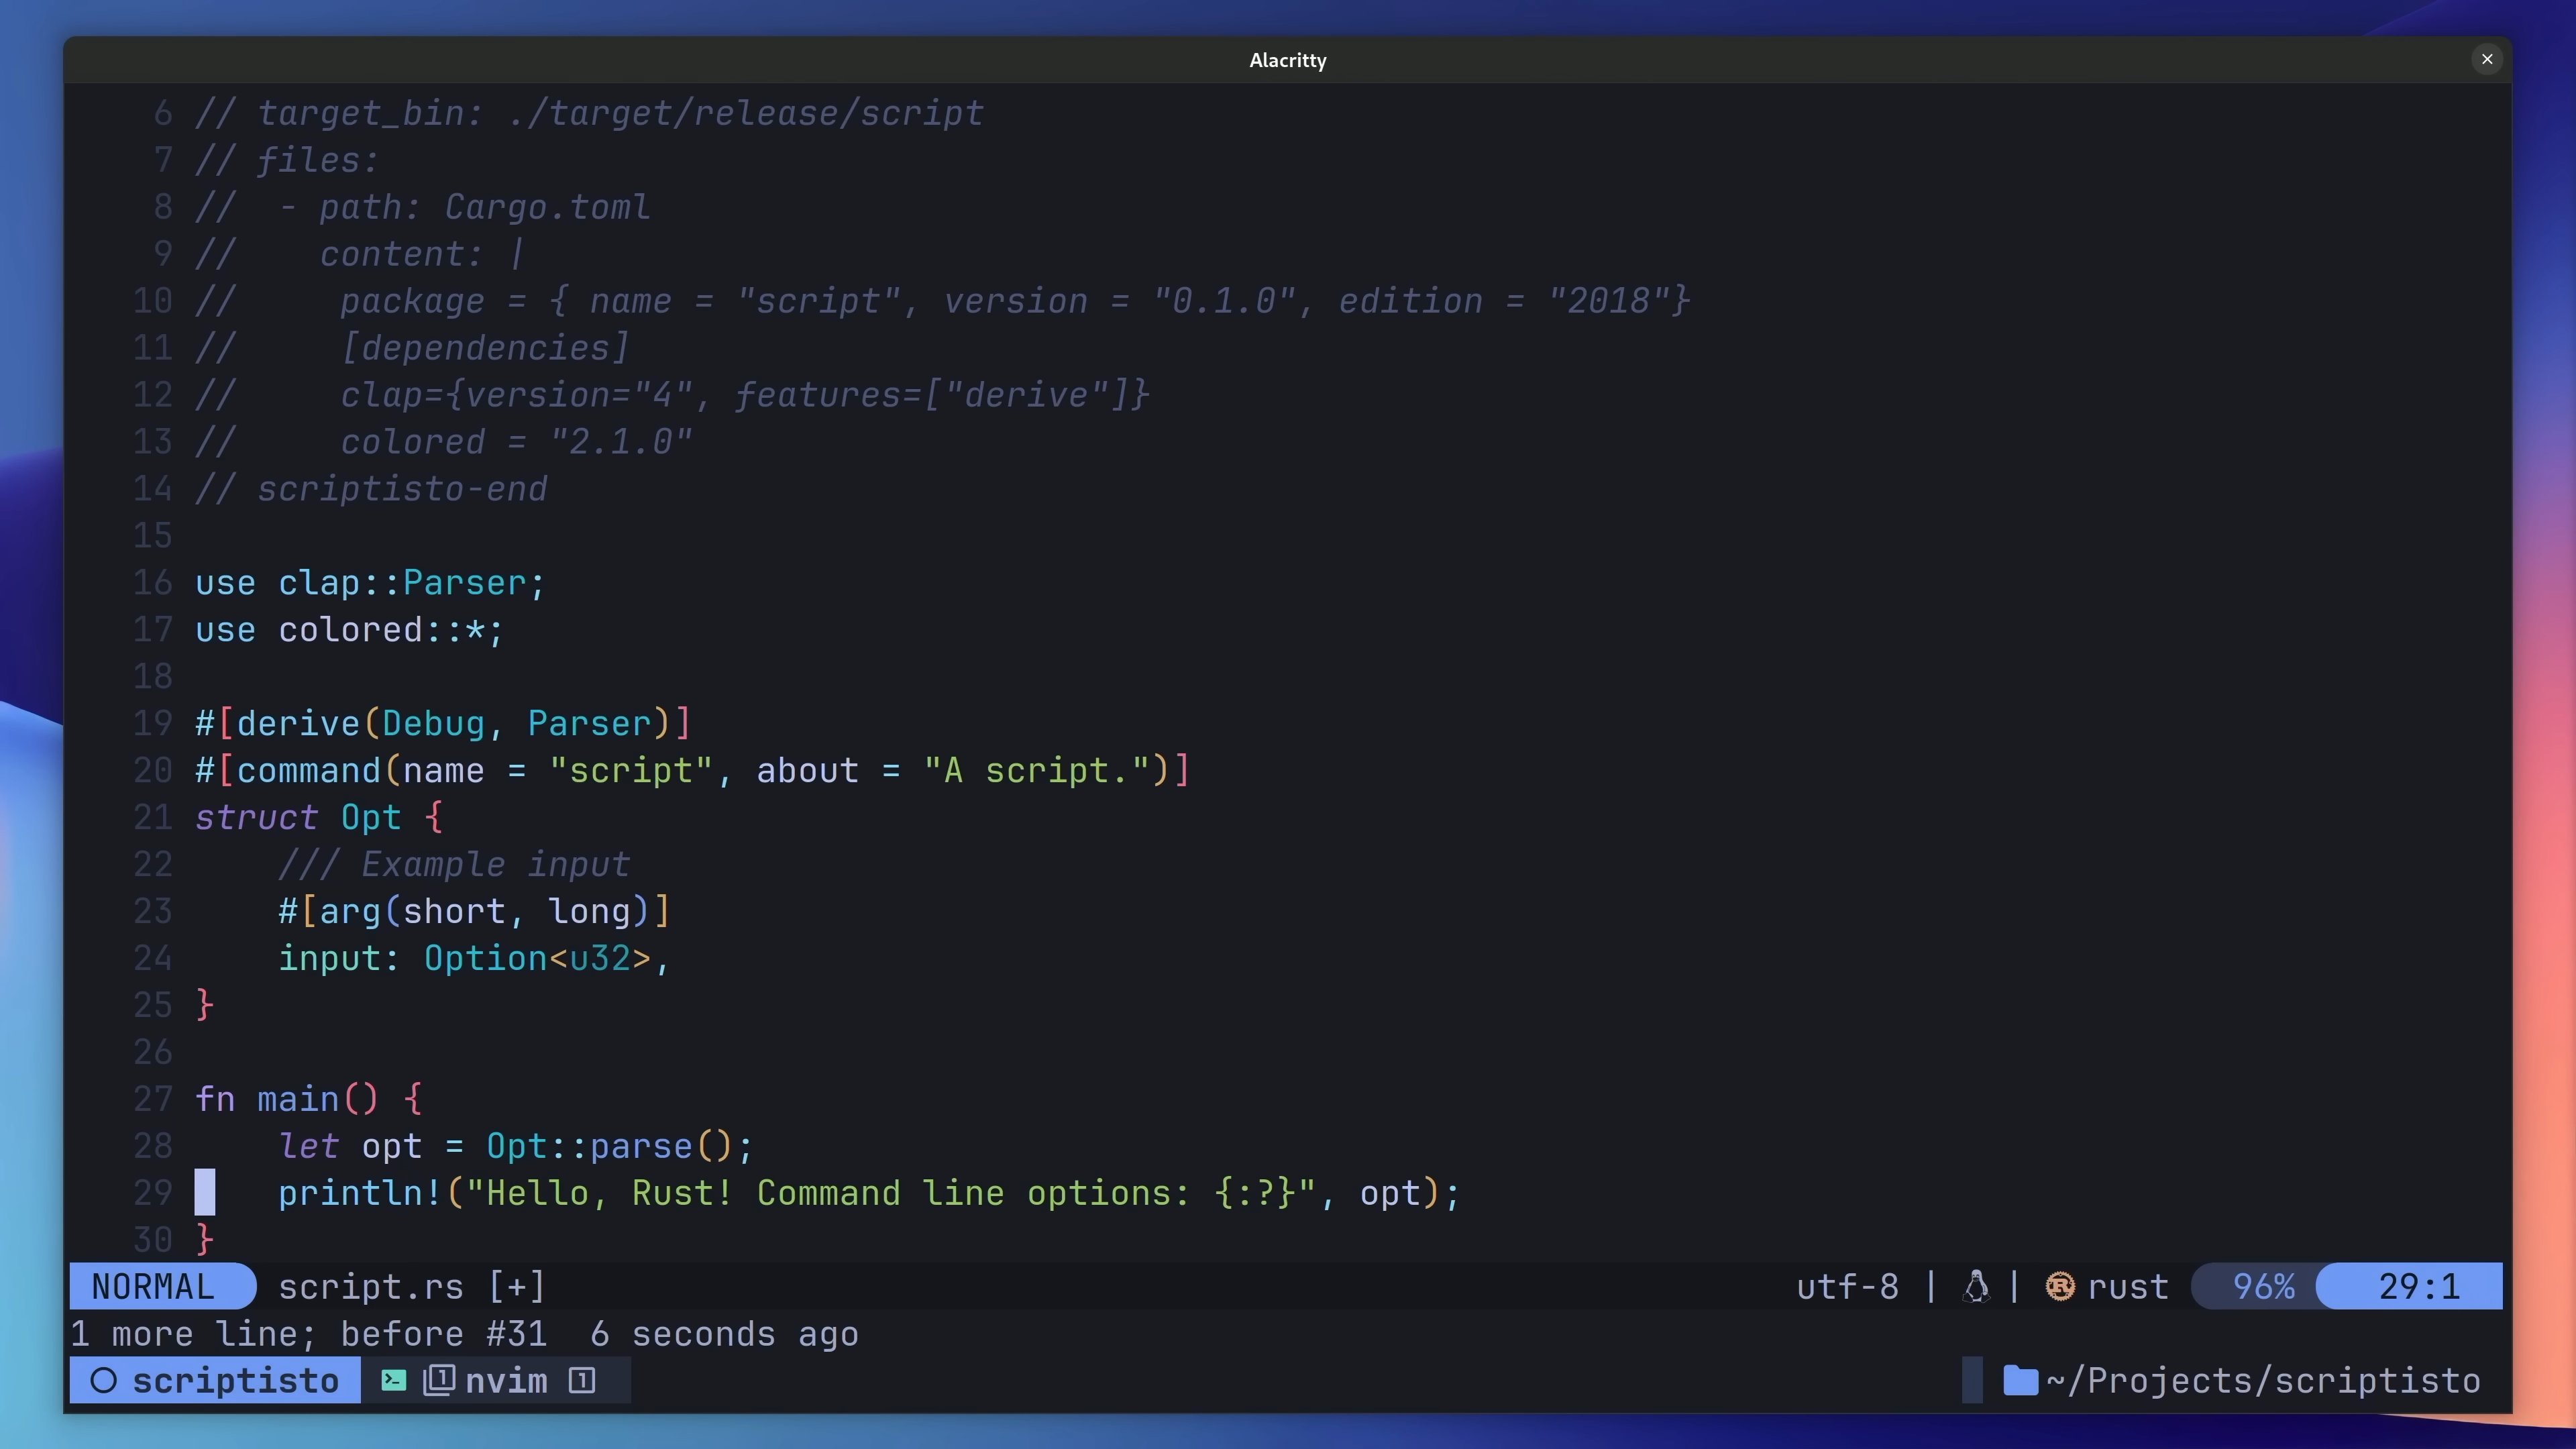 Alacritty
6 // target_bin: ./target/release/script
7 // files:
8 //  - path: Cargo.toml
9 //    content: |
10 //     package = { name = "script", version = "0.1.0", edition = "2018"}
11 //     [dependencies]
12 //     clap={version="4", features=["derive"]}
13 //     colored = "2.1.0"
14 // scriptisto-end
15
16 use clap::Parser;
17 use colored::*;
18
19 #[derive(Debug, Parser)]
20 #[command(name = "script", about = "A script.")]
21 struct Opt {
22     /// Example input
23     #[arg(short, long)]
24     input: Option<u32>,
25 }
26
27 fn main() {
28     let opt = Opt::parse();
29     println!("Hello, Rust! Command line options: {:?}", opt);
30 }
NORMAL script.rs [+] utf-8 | | rust 96% 29:1
1 more line; before #31  6 seconds ago
scriptisto 1 nvim 1 ~/Projects/scriptisto